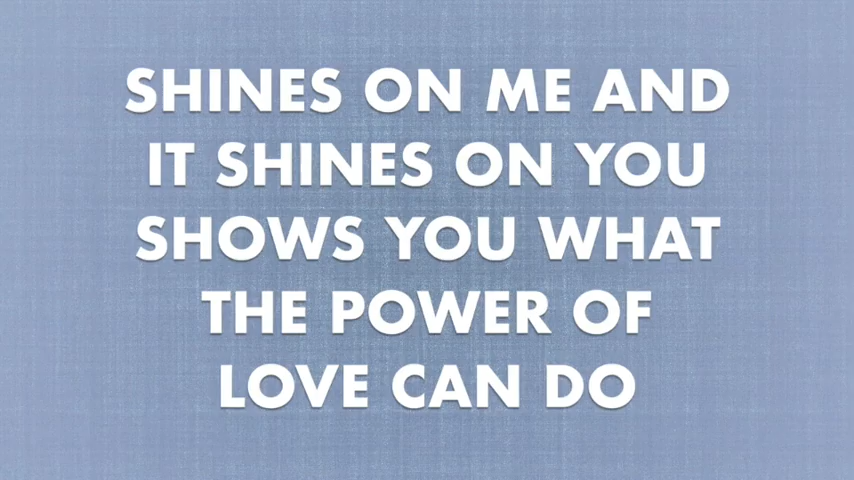 SHINES ON ME AND
IT SHINES ON YOU
SHOWS YOU WHAT
THE POWER OF
LOVE CAN DO